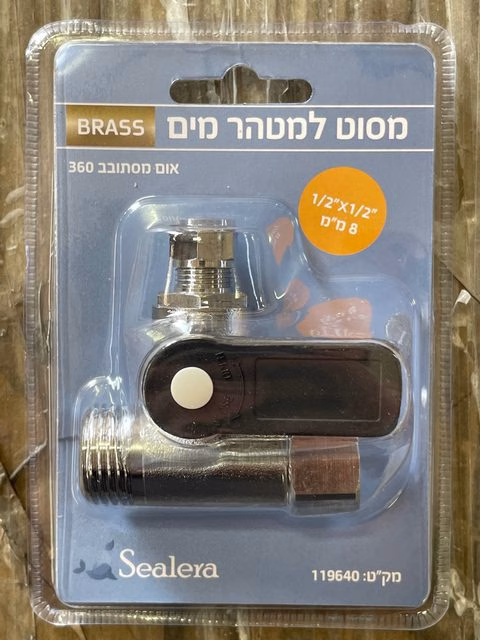 מסוט למטהר מים
BRASS
אום מסתובב 360
1/2"X1/2"
8 מ"מ
Sealera
מק"ט: 119640